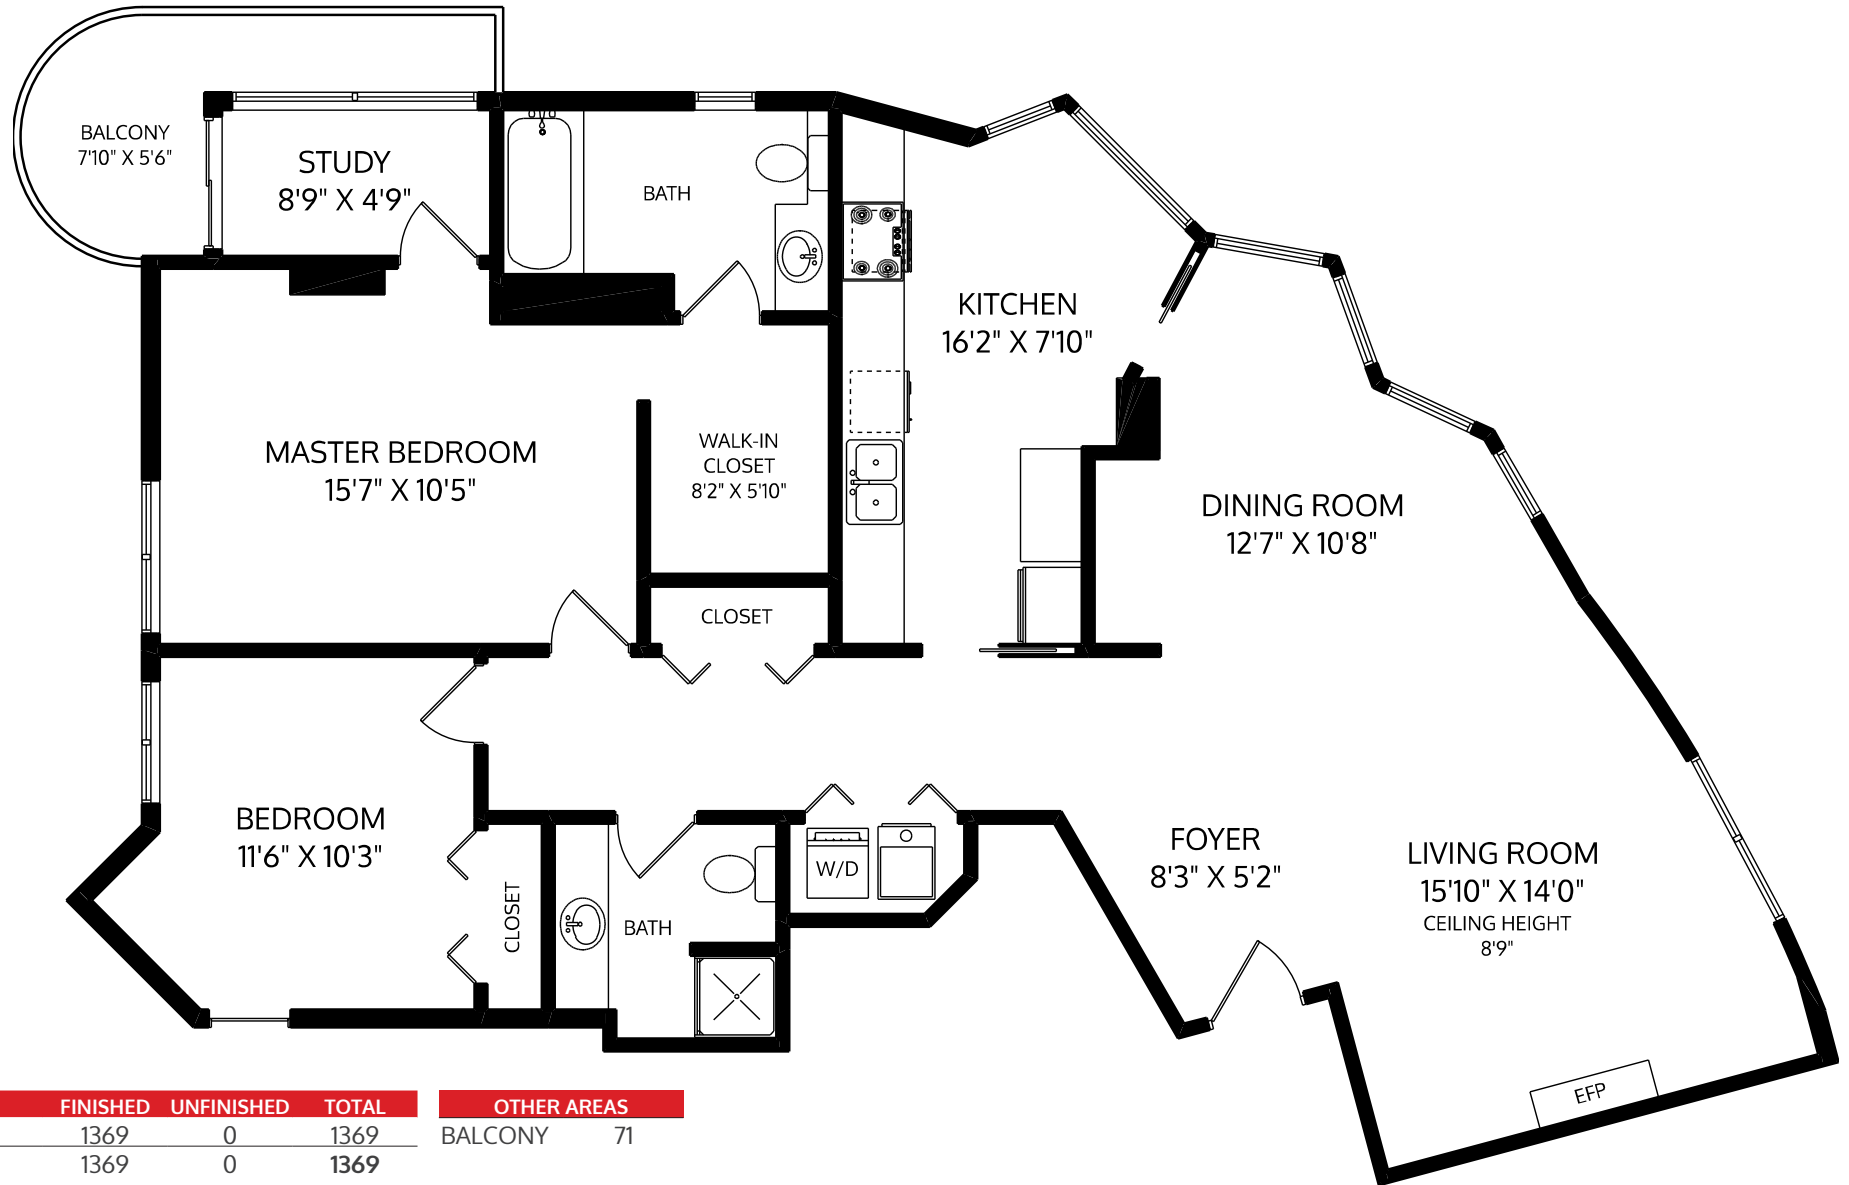 BALCONY
7'10" X 5'6"
STUDY
8'9" X 4'9"
BATH
KITCHEN
16'2" X 7'10"
MASTER BEDROOM
15'7" X 10'5"
WALK-IN
CLOSET
8'2" X 5'10"
DINING ROOM
12'7" X 10'8"
CLOSET
BEDROOM
11'6" X 10'3"
CLOSET
BATH
W/D
FOYER
8'3" X 5'2"
LIVING ROOM
15'10" X 14'0"
CEILING HEIGHT
8'9"
EFP
FINISHED UNFINISHED TOTAL
1369 0 1369
1369 0 1369
OTHER AREAS
BALCONY 71